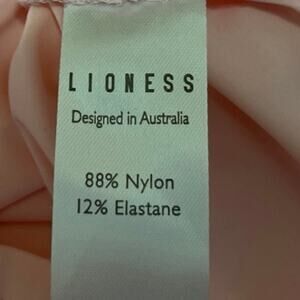 LIONESS
Designed in Australia
88% Nylon
12% Elastane